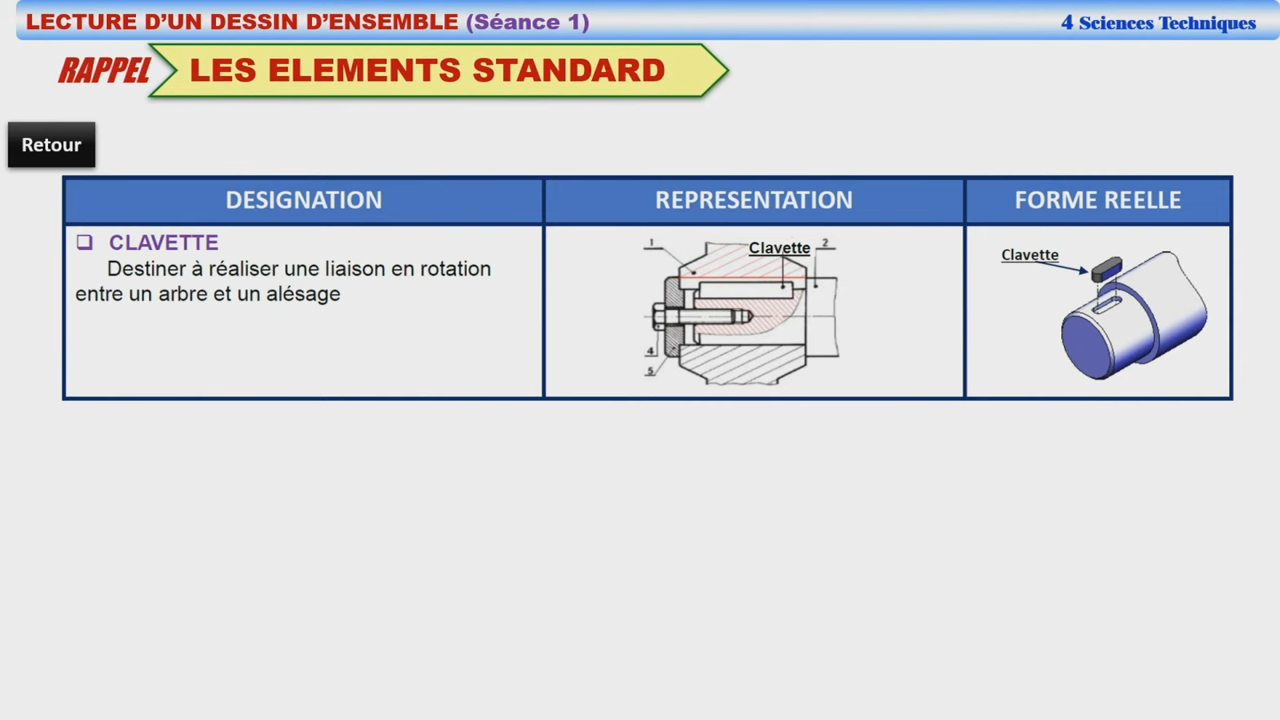 LECTURE D'UN DESSIN D'ENSEMBLE (Séance 1)
4 Sciences Techniques
RAPPEL
LES ELEMENTS STANDARD
Retour
DESIGNATION
REPRESENTATION
FORME REELLE
CLAVETTE
Destiner à réaliser une liaison en rotation
entre un arbre et un alésage
1
Clavette
2
4
5
Clavette